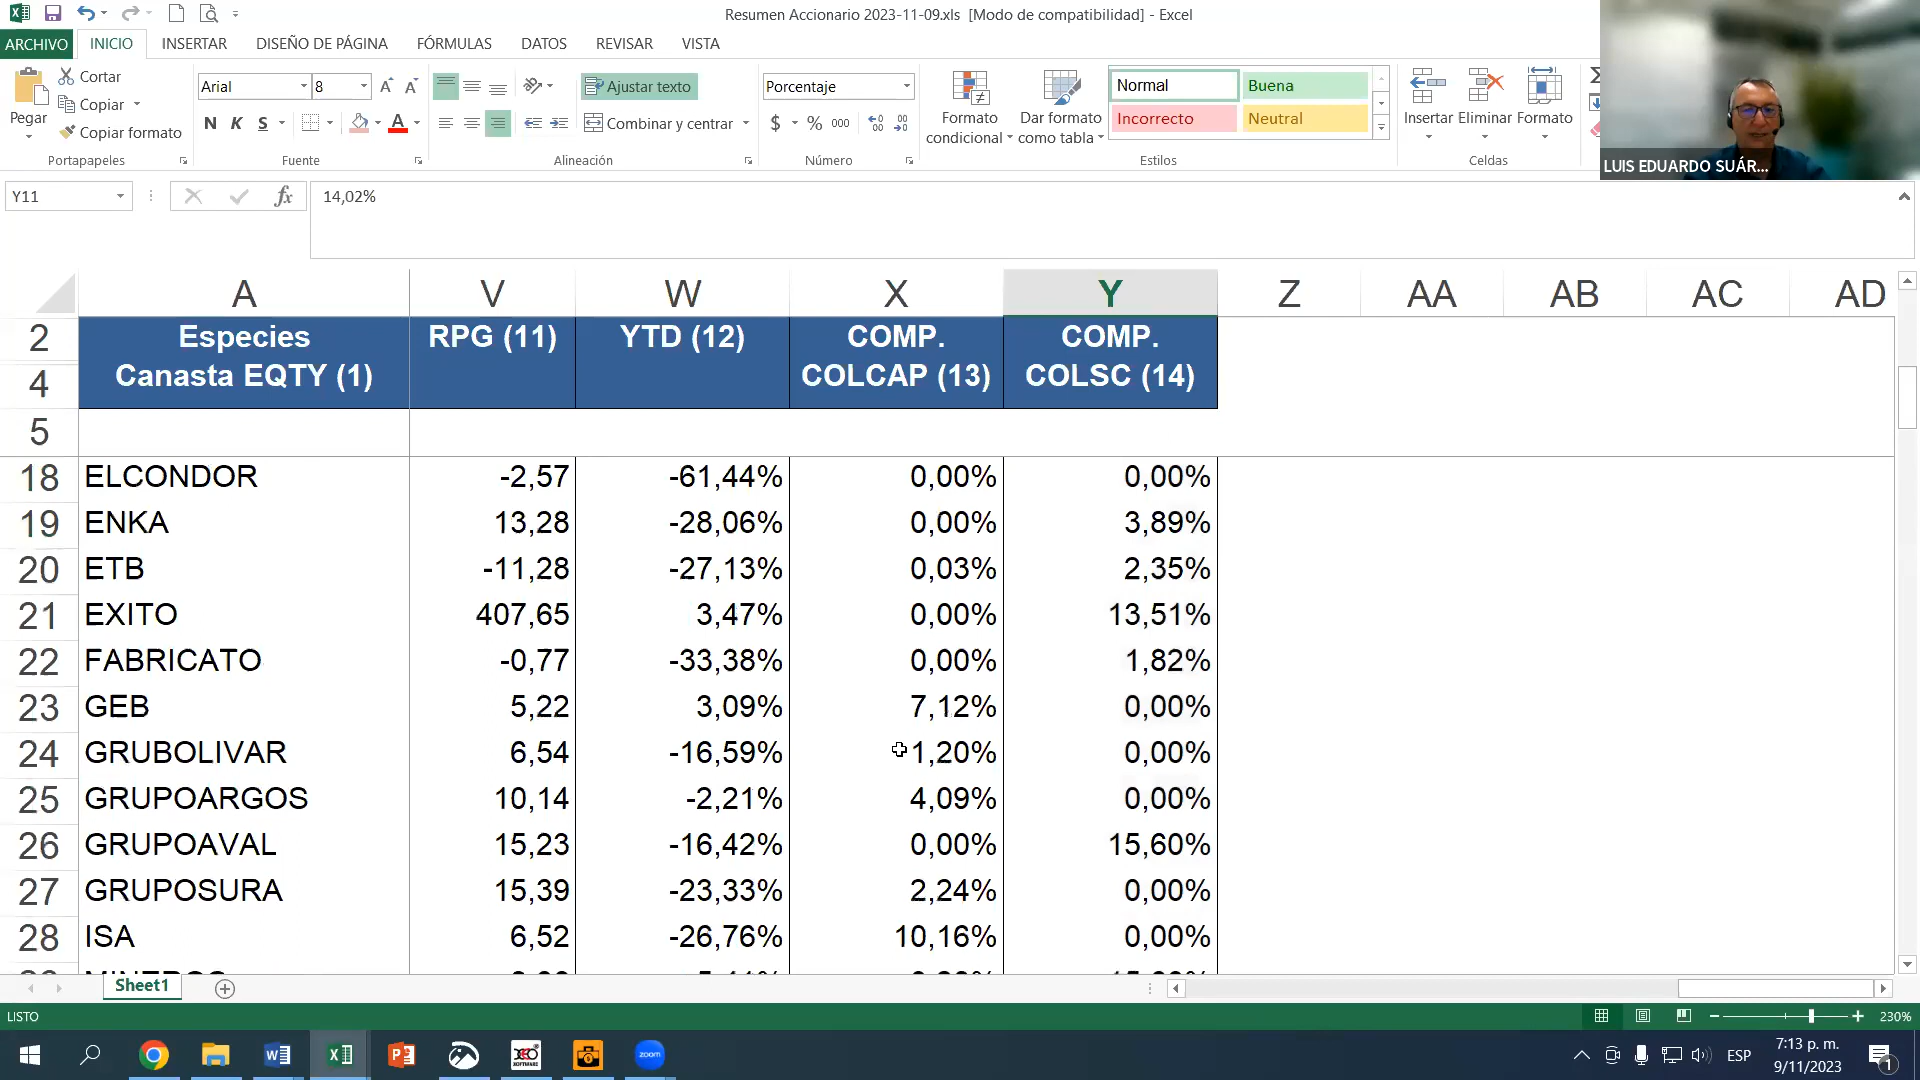 Resumen Accionario 2023-11-09.xls [Modo de compatibilidad] - Excel
ARCHIVO INICIO INSERTAR DISEÑO DE PÁGINA FÓRMULAS DATOS REVISAR VISTA
Pegar
Cortar
Copiar
Copiar formato
Portapapeles
Arial 8
N K S
Fuente
Ajustar texto
Combinar y centrar
Alineación
Porcentaje
$ % 000
Número
Formato condicional
Dar formato como tabla
Normal Buena
Incorrecto Neutral
Estilos
Insertar Eliminar Formato
Celdas
LUIS EDUARDO SUÁR...
Y11 fx 14,02%
A V W X Y Z AA AB AC AD
2 4 Especies Canasta EQTY (1) RPG (11) YTD (12) COMP. COLCAP (13) COMP. COLSC (14)
5
18 ELCONDOR -2,57 -61,44% 0,00% 0,00%
19 ENKA 13,28 -28,06% 0,00% 3,89%
20 ETB -11,28 -27,13% 0,03% 2,35%
21 EXITO 407,65 3,47% 0,00% 13,51%
22 FABRICATO -0,77 -33,38% 0,00% 1,82%
23 GEB 5,22 3,09% 7,12% 0,00%
24 GRUBOLIVAR 6,54 -16,59% 1,20% 0,00%
25 GRUPOARGOS 10,14 -2,21% 4,09% 0,00%
26 GRUPOAVAL 15,23 -16,42% 0,00% 15,60%
27 GRUPOSURA 15,39 -23,33% 2,24% 0,00%
28 ISA 6,52 -26,76% 10,16% 0,00%
Sheet1
LISTO 230%
zoom
ESP
7:13 p. m.
9/11/2023
1